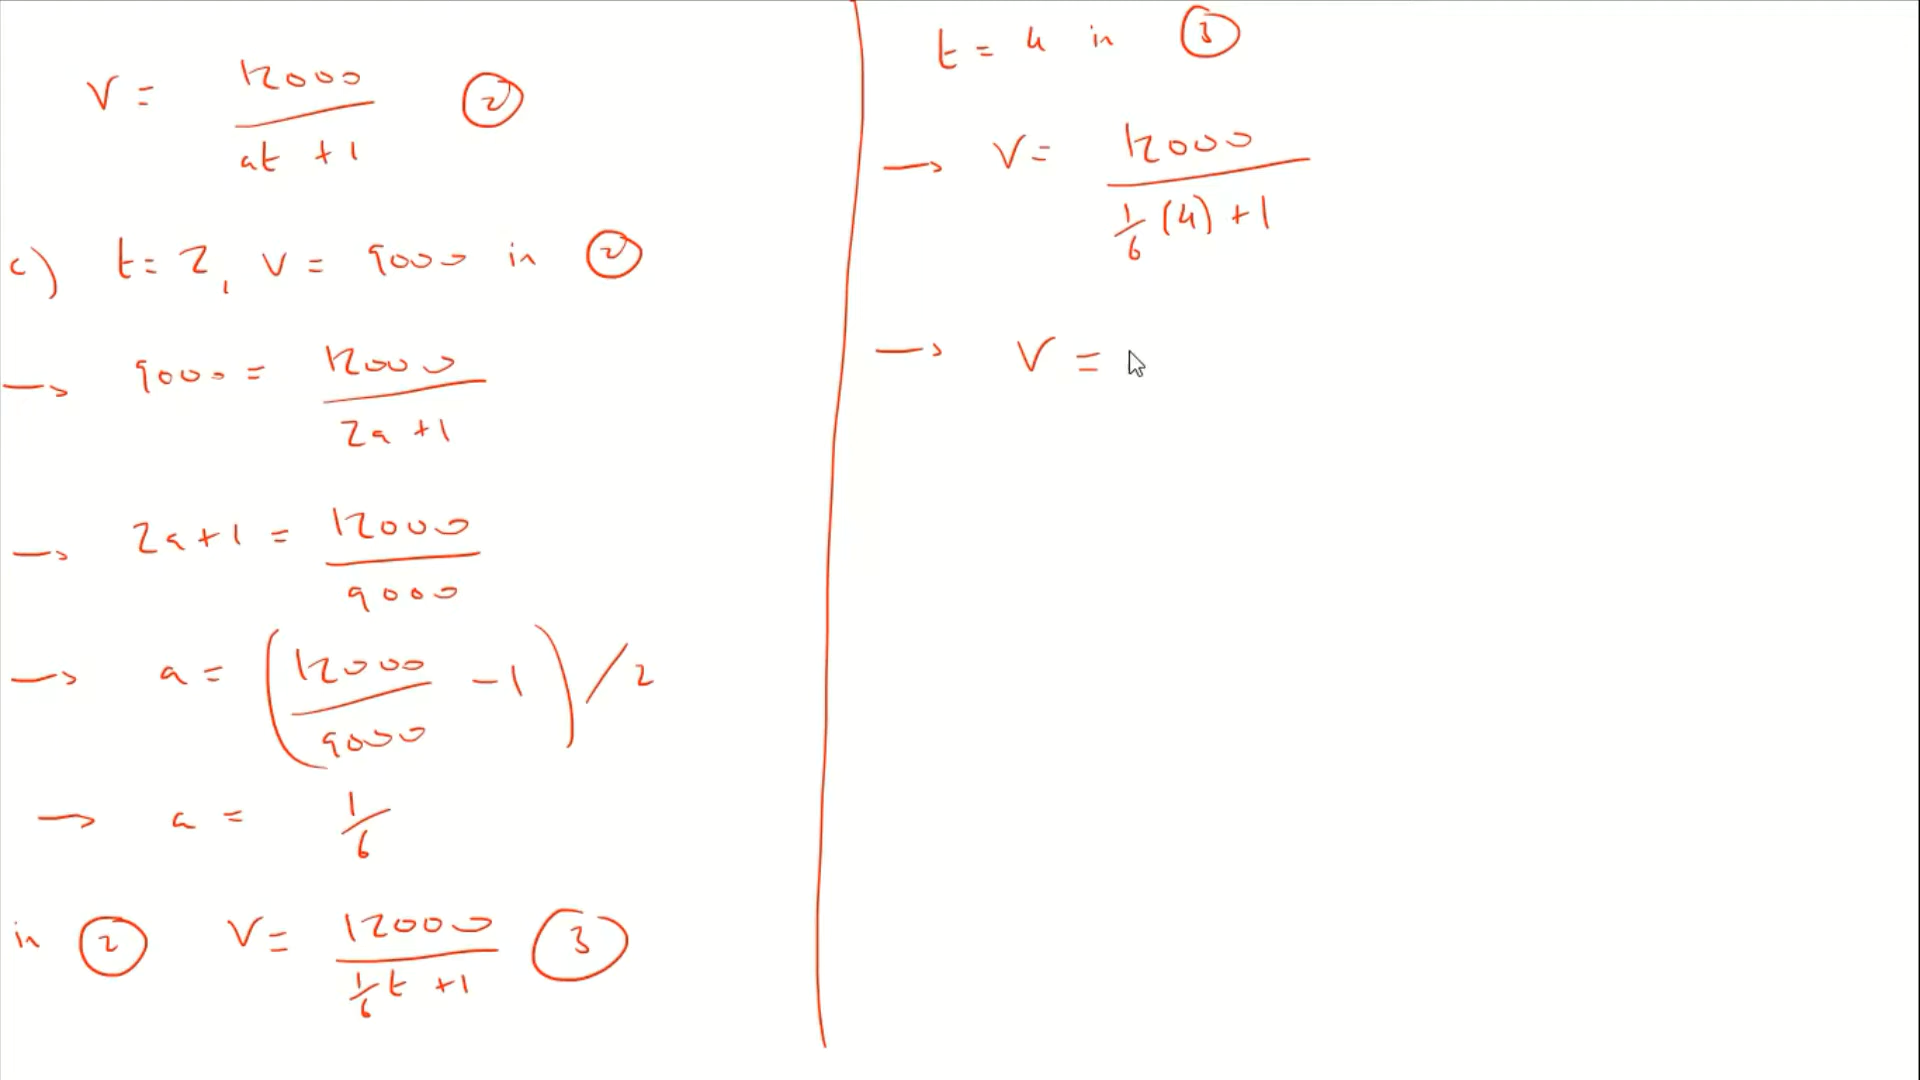 V = 12000 / at + 1 ②
c) t = 2, V = 9000 in ②
→ 9000 = 12000 / 2a + 1
→ 2a + 1 = 12000 / 9000
→ a = (12000 / 9000 - 1) / 2
→ a = 1/6
in ② V = 12000 / 1/6 t + 1 ③
t = 4 in ③
→ V = 12000 / 1/6 (4) + 1
→ V =